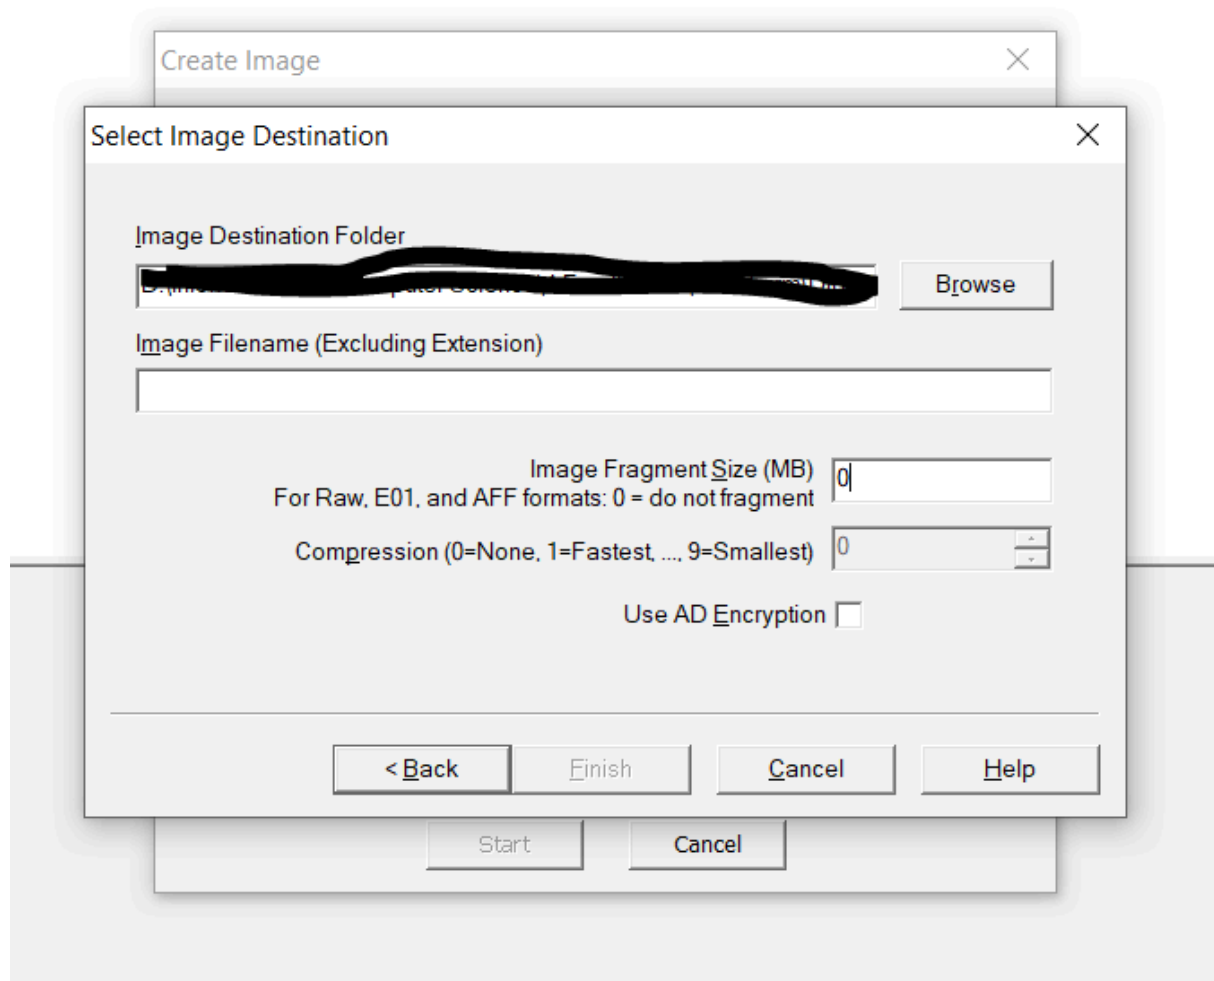 Create Image
Select Image Destination
Image Destination Folder
Browse
Image Filename (Excluding Extension)
Image Fragment Size (MB)
0
For Raw, E01, and AFF formats: 0 = do not fragment
Compression (0=None, 1=Fastest, ..., 9=Smallest)
0
Use AD Encryption
< Back
Finish
Cancel
Help
Start
Cancel